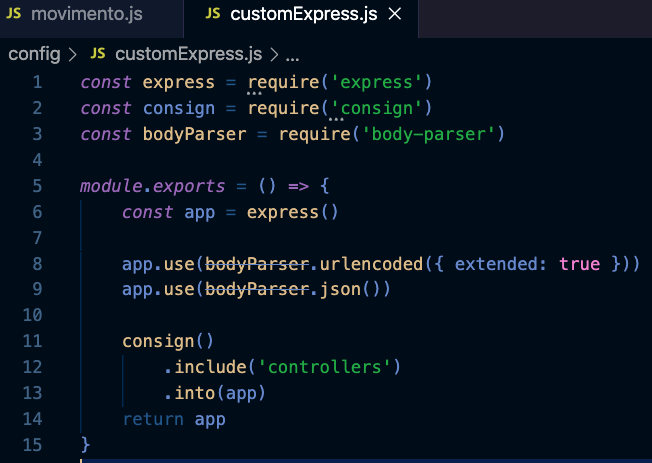 JS movimento.js JS customExpress.js ×
config > JS customExpress.js > ...
1 const express = require('express')
2 const consign = require('consign')
3 const bodyParser = require('body-parser')
4
5 module.exports = () => {
6 const app = express()
7
8 app.use(bodyParser.urlencoded({ extended: true }))
9 app.use(bodyParser.json())
10
11 consign()
12 .include('controllers')
13 .into(app)
14 return app
15 }